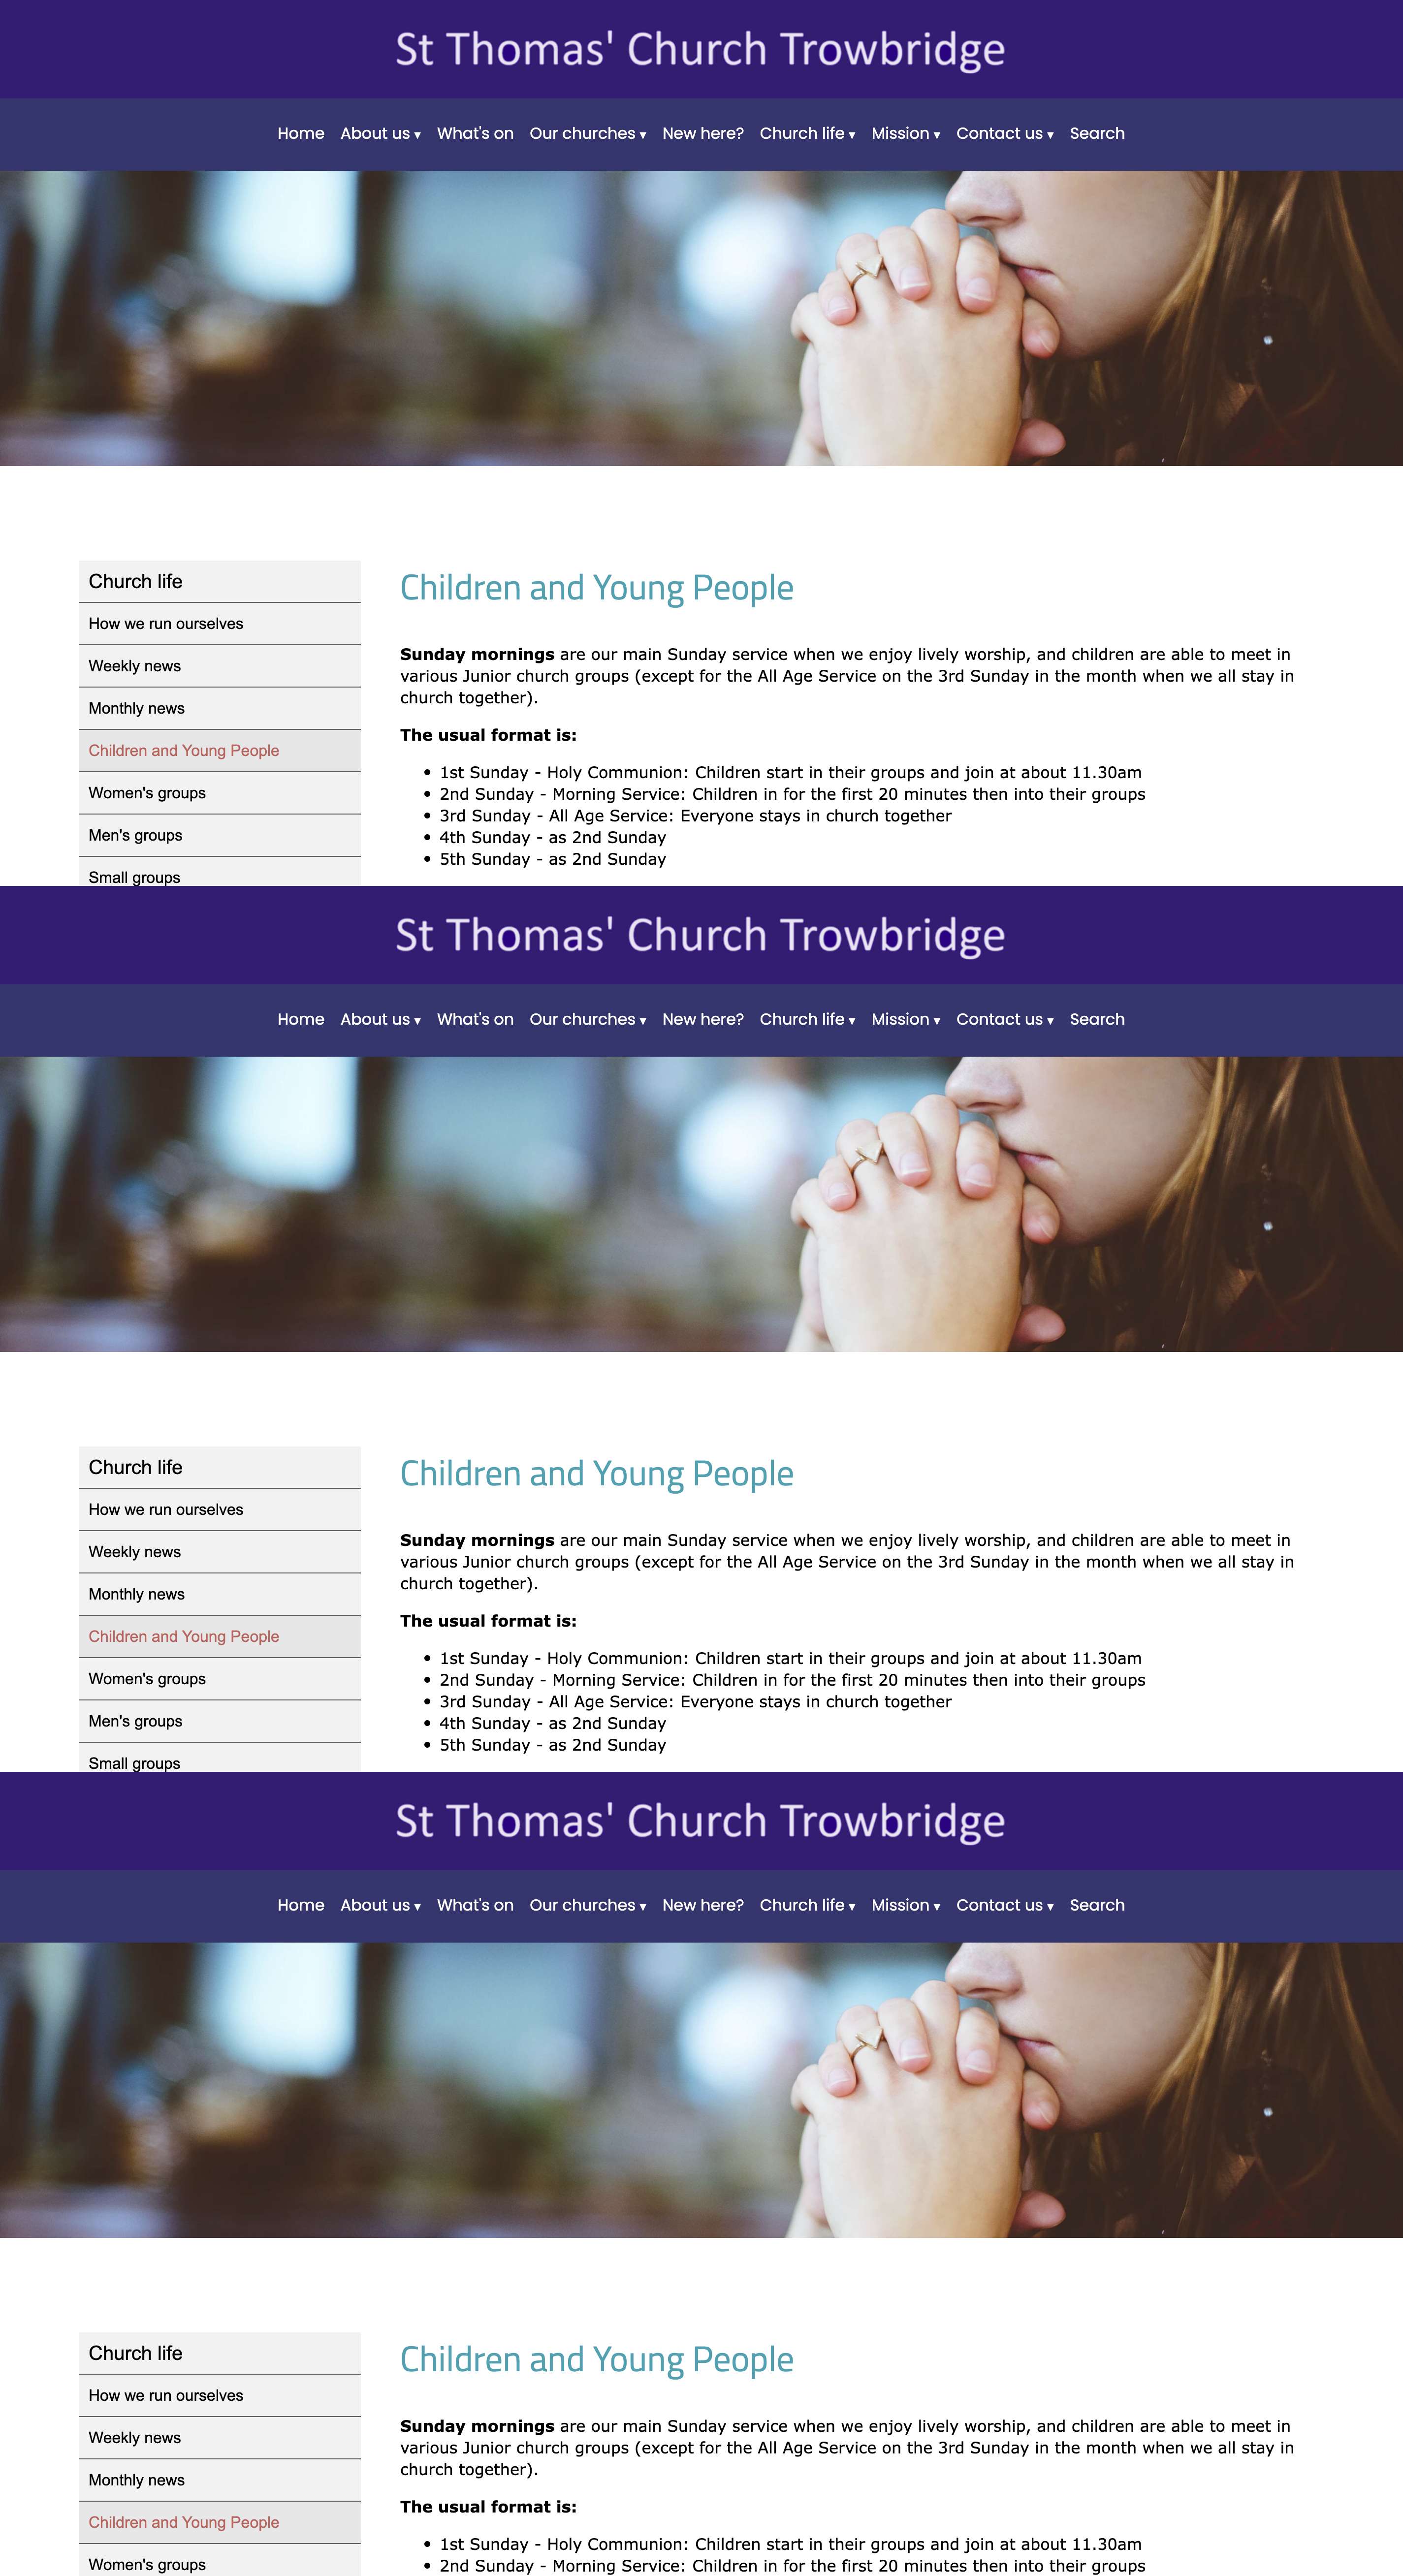 St Thomas' Church Trowbridge
Home About us ▾ What's on Our churches ▾ New here? Church life ▾ Mission ▾ Contact us ▾ Search
Church life
How we run ourselves
Weekly news
Monthly news
Children and Young People
Women's groups
Men's groups
Small groups
Children and Young People
Sunday mornings are our main Sunday service when we enjoy lively worship, and children are able to meet in
various Junior church groups (except for the All Age Service on the 3rd Sunday in the month when we all stay in
church together).
The usual format is:
• 1st Sunday - Holy Communion: Children start in their groups and join at about 11.30am
• 2nd Sunday - Morning Service: Children in for the first 20 minutes then into their groups
• 3rd Sunday - All Age Service: Everyone stays in church together
• 4th Sunday - as 2nd Sunday
• 5th Sunday - as 2nd Sunday
St Thomas' Church Trowbridge
Home About us ▾ What's on Our churches ▾ New here? Church life ▾ Mission ▾ Contact us ▾ Search
Church life
How we run ourselves
Weekly news
Monthly news
Children and Young People
Women's groups
Men's groups
Small groups
Children and Young People
Sunday mornings are our main Sunday service when we enjoy lively worship, and children are able to meet in
various Junior church groups (except for the All Age Service on the 3rd Sunday in the month when we all stay in
church together).
The usual format is:
• 1st Sunday - Holy Communion: Children start in their groups and join at about 11.30am
• 2nd Sunday - Morning Service: Children in for the first 20 minutes then into their groups
• 3rd Sunday - All Age Service: Everyone stays in church together
• 4th Sunday - as 2nd Sunday
• 5th Sunday - as 2nd Sunday
St Thomas' Church Trowbridge
Home About us ▾ What's on Our churches ▾ New here? Church life ▾ Mission ▾ Contact us ▾ Search
Church life
How we run ourselves
Weekly news
Monthly news
Children and Young People
Women's groups
Children and Young People
Sunday mornings are our main Sunday service when we enjoy lively worship, and children are able to meet in
various Junior church groups (except for the All Age Service on the 3rd Sunday in the month when we all stay in
church together).
The usual format is:
• 1st Sunday - Holy Communion: Children start in their groups and join at about 11.30am
• 2nd Sunday - Morning Service: Children in for the first 20 minutes then into their groups